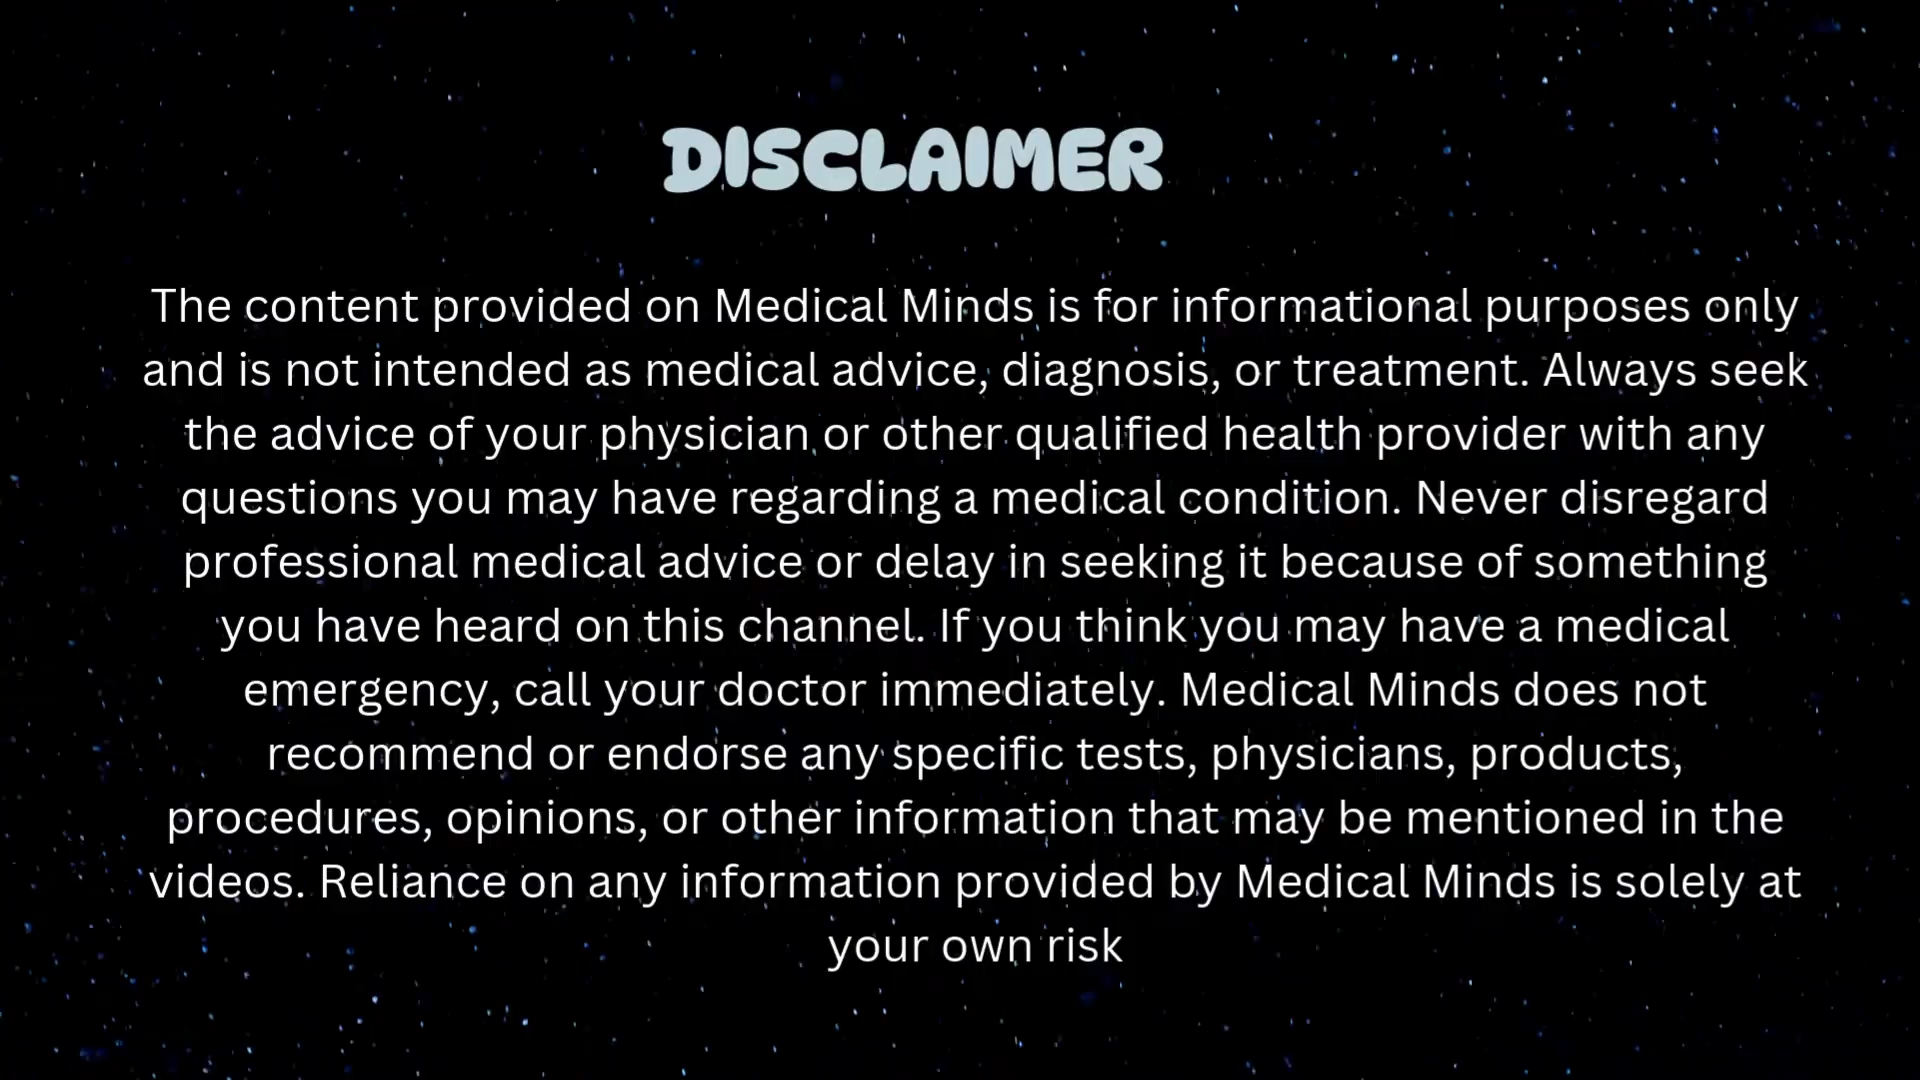 DISCLAIMER
The content provided on Medical Minds is for informational purposes only
and is not intended as medical advice, diagnosis, or treatment. Always seek
the advice of your physician or other qualified health provider with any
questions you may have regarding a medical condition. Never disregard
professional medical advice or delay in seeking it because of something
you have heard on this channel. If you think you may have a medical
emergency, call your doctor immediately. Medical Minds does not
recommend or endorse any specific tests, physicians, products,
procedures, opinions, or other information that may be mentioned in the
videos. Reliance on any information provided by Medical Minds is solely at
your own risk